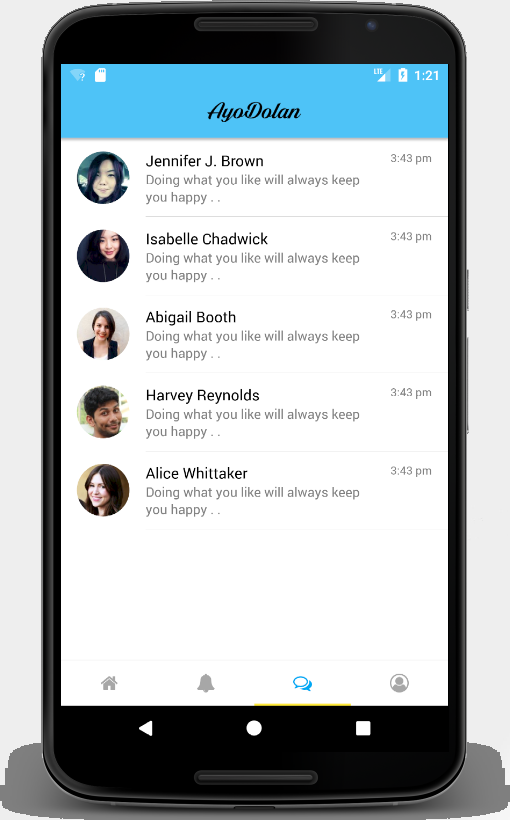 LTE 1:21
AyoDolan
Jennifer J. Brown 3:43 pm
Doing what you like will always keep
you happy . .
Isabelle Chadwick 3:43 pm
Doing what you like will always keep
you happy . .
Abigail Booth 3:43 pm
Doing what you like will always keep
you happy . .
Harvey Reynolds 3:43 pm
Doing what you like will always keep
you happy . .
Alice Whittaker 3:43 pm
Doing what you like will always keep
you happy . .